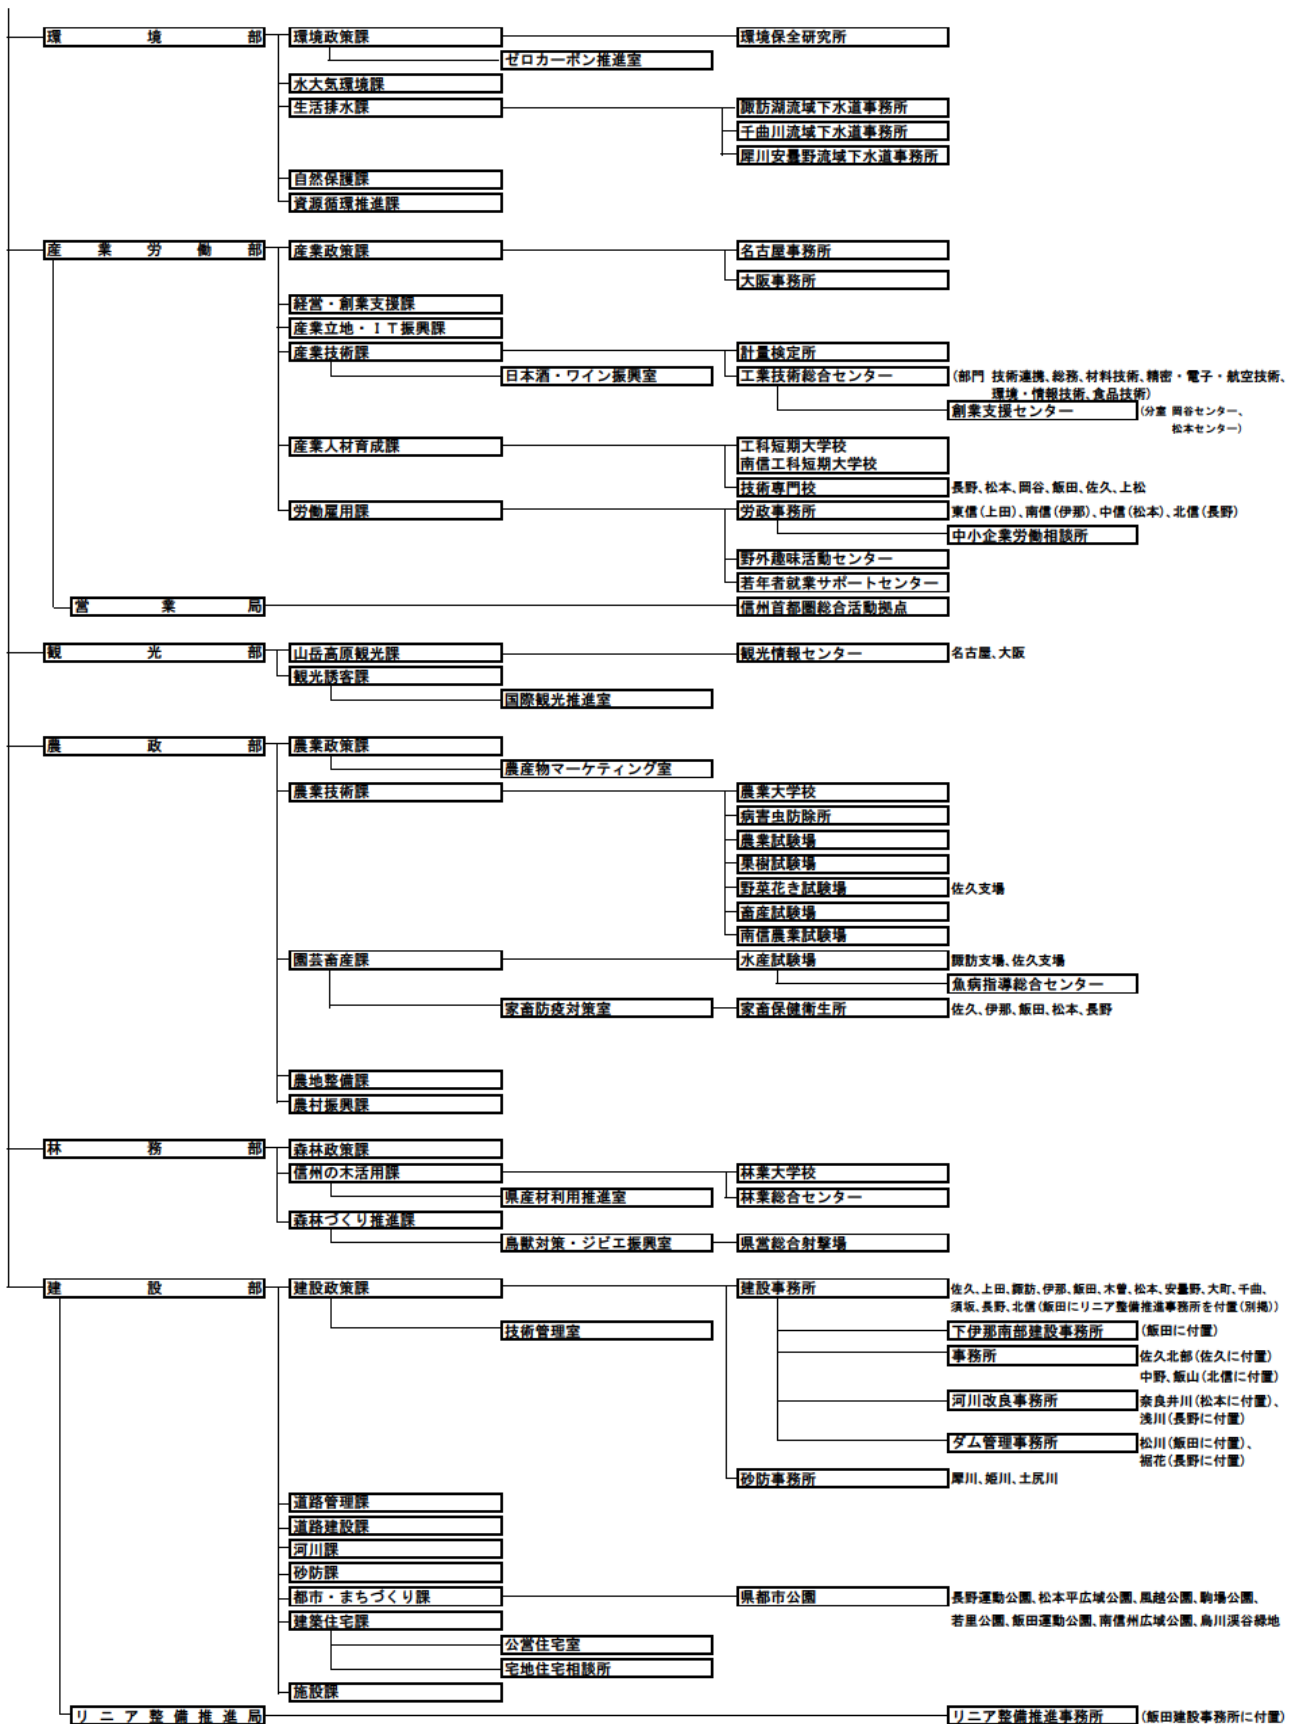 環境部 環境政策課 環境保全研究所
ゼロカーボン推進室
水大気環境課
生活排水課 諏訪湖流域下水道事務所
千曲川流域下水道事務所
犀川安曇野流域下水道事務所
自然保護課
資源循環推進課
産業労働部 産業政策課 名古屋事務所
大阪事務所
経営・創業支援課
産業立地・ＩＴ振興課
産業技術課 計量検定所
日本酒・ワイン振興室 工業技術総合センター (部門 技術連携、総務、材料技術、精密・電子・航空技術、
環境・情報技術、食品技術)
創業支援センター (分室 岡谷センター、
松本センター)
産業人材育成課 工科短期大学校
南信工科短期大学校
技術専門校 長野、松本、岡谷、飯田、佐久、上松
労働雇用課 労政事務所 東信(上田)、南信(伊那)、中信(松本)、北信(長野)
中小企業労働相談所
野外趣味活動センター
若年者就業サポートセンター
営業局 信州首都圏総合活動拠点
観光部 山岳高原観光課 観光情報センター 名古屋、大阪
観光誘客課
国際観光推進室
農政部 農業政策課
農産物マーケティング室
農業技術課 農業大学校
病害虫防除所
農業試験場
果樹試験場
野菜花き試験場 佐久支場
畜産試験場
南信農業試験場
園芸畜産課 水産試験場 諏訪支場、佐久支場
魚病指導総合センター
家畜防疫対策室 家畜保健衛生所 佐久、伊那、飯田、松本、長野
農地整備課
農村振興課
林務部 森林政策課
信州の木活用課 林業大学校
県産材利用推進室 林業総合センター
森林づくり推進課
鳥獣対策・ジビエ振興室 県営総合射撃場
建設部 建設政策課 建設事務所 佐久、上田、諏訪、伊那、飯田、木曽、松本、安曇野、大町、千曲、
須坂、長野、北信(飯田にリニア整備推進事務所を付置(別掲))
技術管理室 下伊那南部建設事務所 (飯田に付置)
事務所 佐久北部(佐久に付置)
中野、飯山(北信に付置)
河川改良事務所 奈良井川(松本に付置)、
浅川(長野に付置)
ダム管理事務所 松川(飯田に付置)、
裾花(長野に付置)
砂防事務所 犀川、姫川、土尻川
道路管理課
道路建設課
河川課
砂防課
都市・まちづくり課 県都市公園 長野運動公園、松本平広域公園、風越公園、駒場公園、
建築住宅課 若里公園、飯田運動公園、南信州広域公園、烏川渓谷緑地
公営住宅室
宅地住宅相談所
施設課
リニア整備推進局 リニア整備推進事務所 (飯田建設事務所に付置)